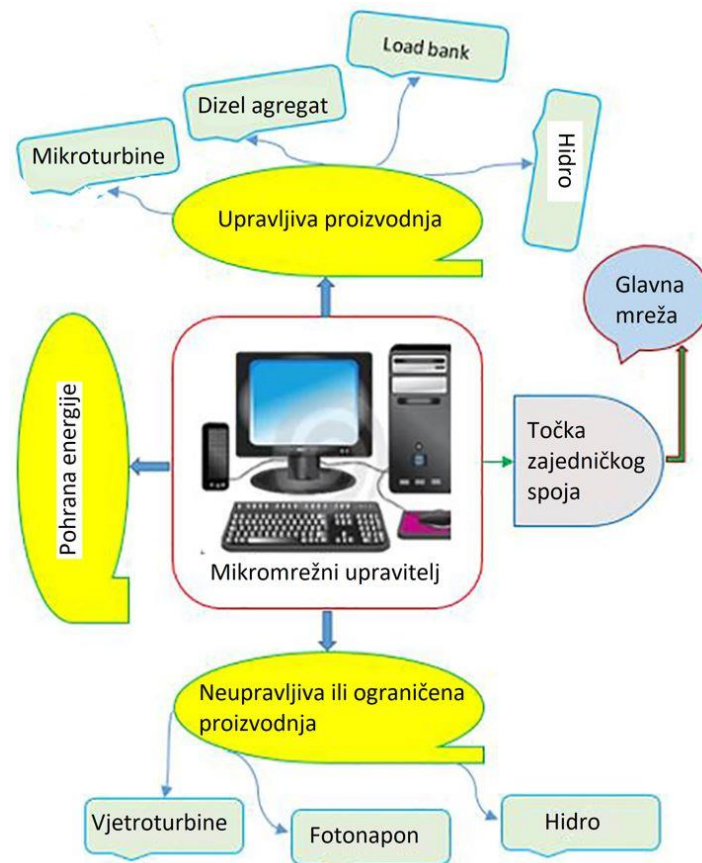 Load bank
Dizel agregat
Mikroturbine
Hidro
Upravljiva proizvodnja
Glavna
mreža
Pohrana energije
Točka
zajedničkog
spoja
Mikromrežni upravitelj
Neupravljiva ili ograničena
proizvodnja
Vjetroturbine
Fotonapon
Hidro